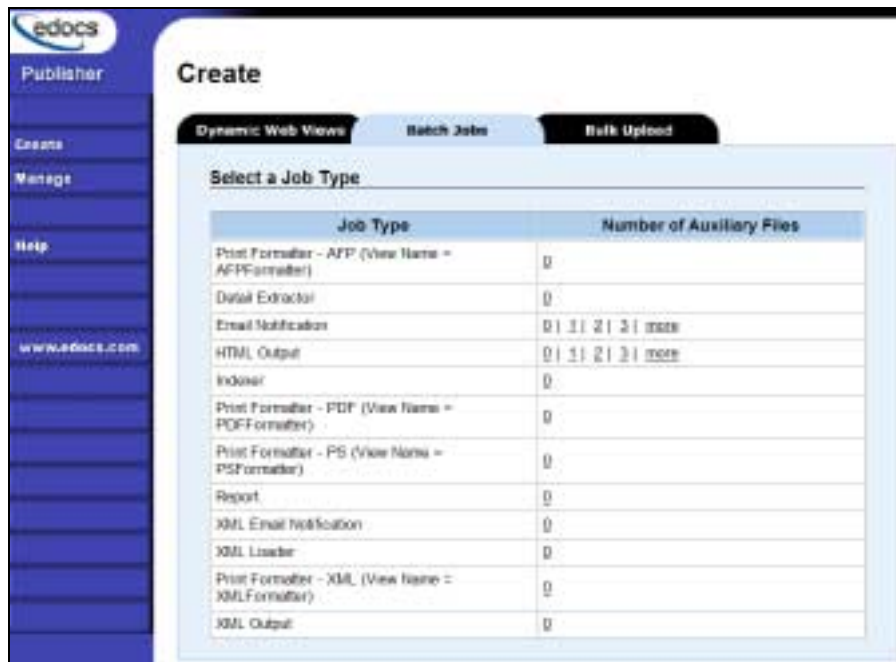 edocs
Publisher
Create
Manage
Help
www.edocs.com
Create
Dynamic Web Views
Batch Jobs
Bulk Upload
Select a Job Type
Job Type
Number of Auxiliary Files
Print Formatter - AFP (View Name =
AFPFormatter)
0
Detail Extractor
0
Email Notification
0 | 1 | 2 | 3 | more
HTML Output
0 | 1 | 2 | 3 | more
Indexer
0
Print Formatter - PDF (View Name =
PDFFormatter)
0
Print Formatter - PS (View Name =
PSFormatter)
0
Report
0
XML Email Notification
0
XML Loader
0
Print Formatter - XML (View Name =
XMLFormatter)
0
XML Output
0